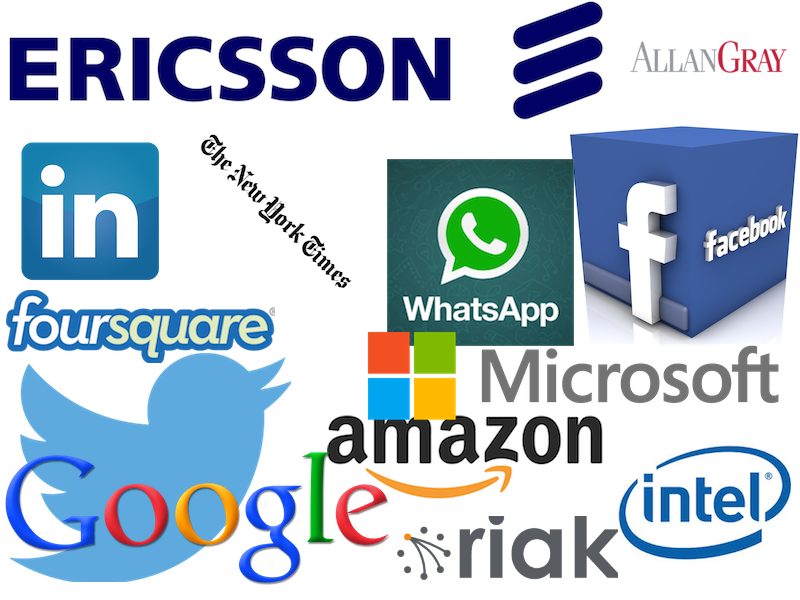 ERICSSON
ALLANGRAY
in
The New York Times
WhatsApp
f
facebook
foursquare®
Microsoft
amazon
Google
intel®
riak